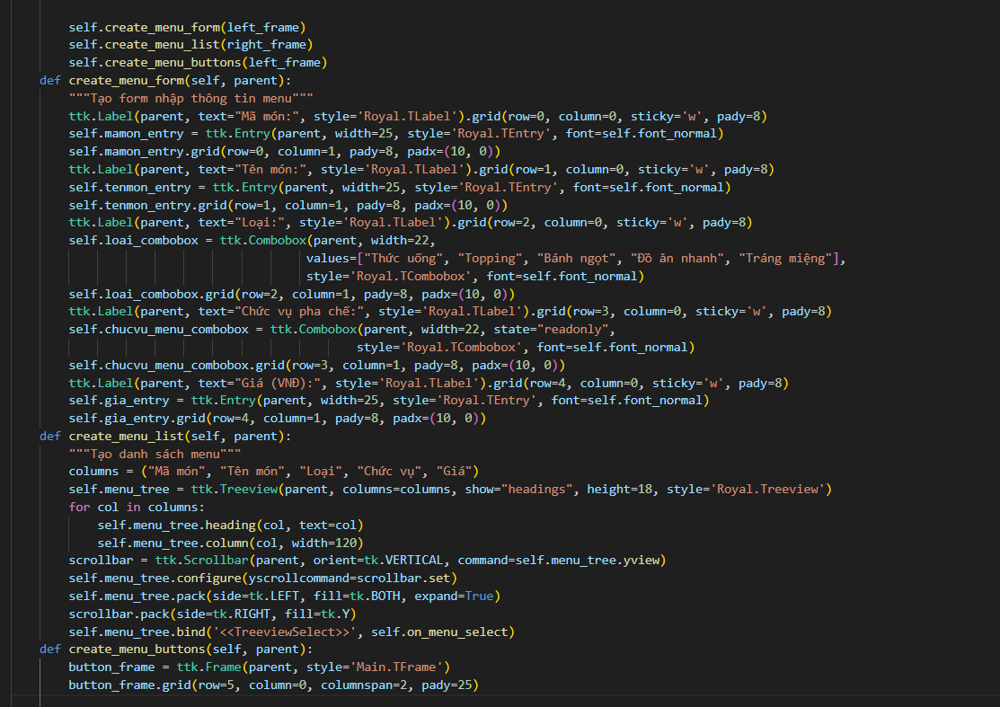 self.create_menu_form(left_frame)
self.create_menu_list(right_frame)
self.create_menu_buttons(left_frame)
def create_menu_form(self, parent):
"""Tạo form nhập thông tin menu"""
ttk.Label(parent, text="Mã món:", style='Royal.TLabel').grid(row=0, column=0, sticky='w', pady=8)
self.mamon_entry = ttk.Entry(parent, width=25, style='Royal.TEntry', font=self.font_normal)
self.mamon_entry.grid(row=0, column=1, pady=8, padx=(10, 0))
ttk.Label(parent, text="Tên món:", style='Royal.TLabel').grid(row=1, column=0, sticky='w', pady=8)
self.tenmon_entry = ttk.Entry(parent, width=25, style='Royal.TEntry', font=self.font_normal)
self.tenmon_entry.grid(row=1, column=1, pady=8, padx=(10, 0))
ttk.Label(parent, text="Loại:", style='Royal.TLabel').grid(row=2, column=0, sticky='w', pady=8)
self.loai_combobox = ttk.Combobox(parent, width=22,
values=["Thức uống", "Topping", "Bánh ngọt", "Đồ ăn nhanh", "Tráng miệng"],
style='Royal.TCombobox', font=self.font_normal)
self.loai_combobox.grid(row=2, column=1, pady=8, padx=(10, 0))
ttk.Label(parent, text="Chức vụ pha chế:", style='Royal.TLabel').grid(row=3, column=0, sticky='w', pady=8)
self.chucvu_menu_combobox = ttk.Combobox(parent, width=22, state="readonly",
style='Royal.TCombobox', font=self.font_normal)
self.chucvu_menu_combobox.grid(row=3, column=1, pady=8, padx=(10, 0))
ttk.Label(parent, text="Giá (VNĐ):", style='Royal.TLabel').grid(row=4, column=0, sticky='w', pady=8)
self.gia_entry = ttk.Entry(parent, width=25, style='Royal.TEntry', font=self.font_normal)
self.gia_entry.grid(row=4, column=1, pady=8, padx=(10, 0))
def create_menu_list(self, parent):
"""Tạo danh sách menu"""
columns = ("Mã món", "Tên món", "Loại", "Chức vụ", "Giá")
self.menu_tree = ttk.Treeview(parent, columns=columns, show="headings", height=18, style='Royal.Treeview')
for col in columns:
self.menu_tree.heading(col, text=col)
self.menu_tree.column(col, width=120)
scrollbar = ttk.Scrollbar(parent, orient=tk.VERTICAL, command=self.menu_tree.yview)
self.menu_tree.configure(yscrollcommand=scrollbar.set)
self.menu_tree.pack(side=tk.LEFT, fill=tk.BOTH, expand=True)
scrollbar.pack(side=tk.RIGHT, fill=tk.Y)
self.menu_tree.bind('<<TreeviewSelect>>', self.on_menu_select)
def create_menu_buttons(self, parent):
button_frame = ttk.Frame(parent, style='Main.TFrame')
button_frame.grid(row=5, column=0, columnspan=2, pady=25)